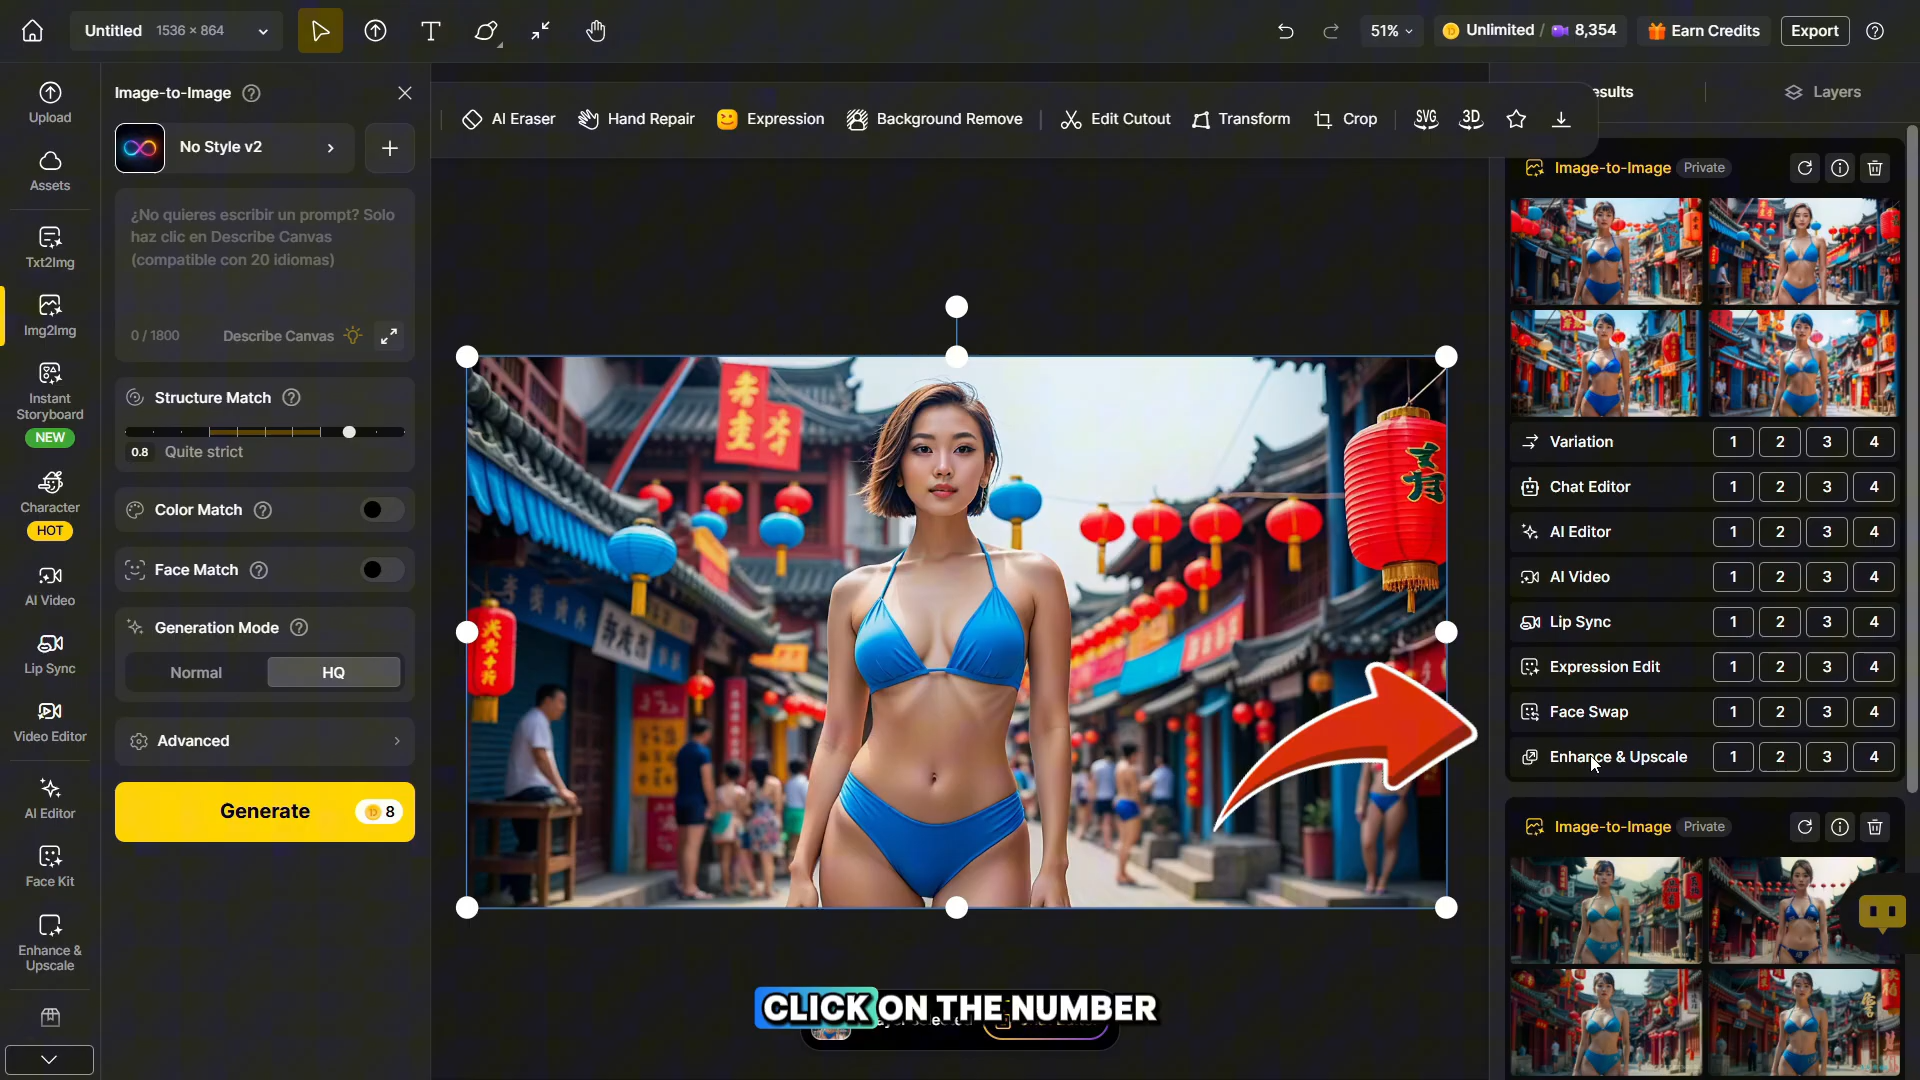 Untitled 1536 × 864
51%
Unlimited / 8,354
Earn Credits
Export
Upload
Assets
Txt2Img
Img2Img
Instant
Storyboard
NEW
Character
HOT
AI Video
Lip Sync
Video Editor
AI Editor
Face Kit
Enhance &
Upscale
Image-to-Image
No Style v2
¿No quieres escribir un prompt? Solo
haz clic en Describe Canvas
(compatible con 20 idiomas)
0 / 1800 Describe Canvas
Structure Match
0.8 Quite strict
Color Match
Face Match
Generation Mode
Normal HQ
Advanced
Generate 8
AI Eraser Hand Repair Expression Background Remove Edit Cutout Transform Crop SVG 3D
CLICK ON THE NUMBER
Layers
Image-to-Image Private
Variation 1 2 3 4
Chat Editor 1 2 3 4
AI Editor 1 2 3 4
AI Video 1 2 3 4
Lip Sync 1 2 3 4
Expression Edit 1 2 3 4
Face Swap 1 2 3 4
Enhance & Upscale 1 2 3 4
Image-to-Image Private